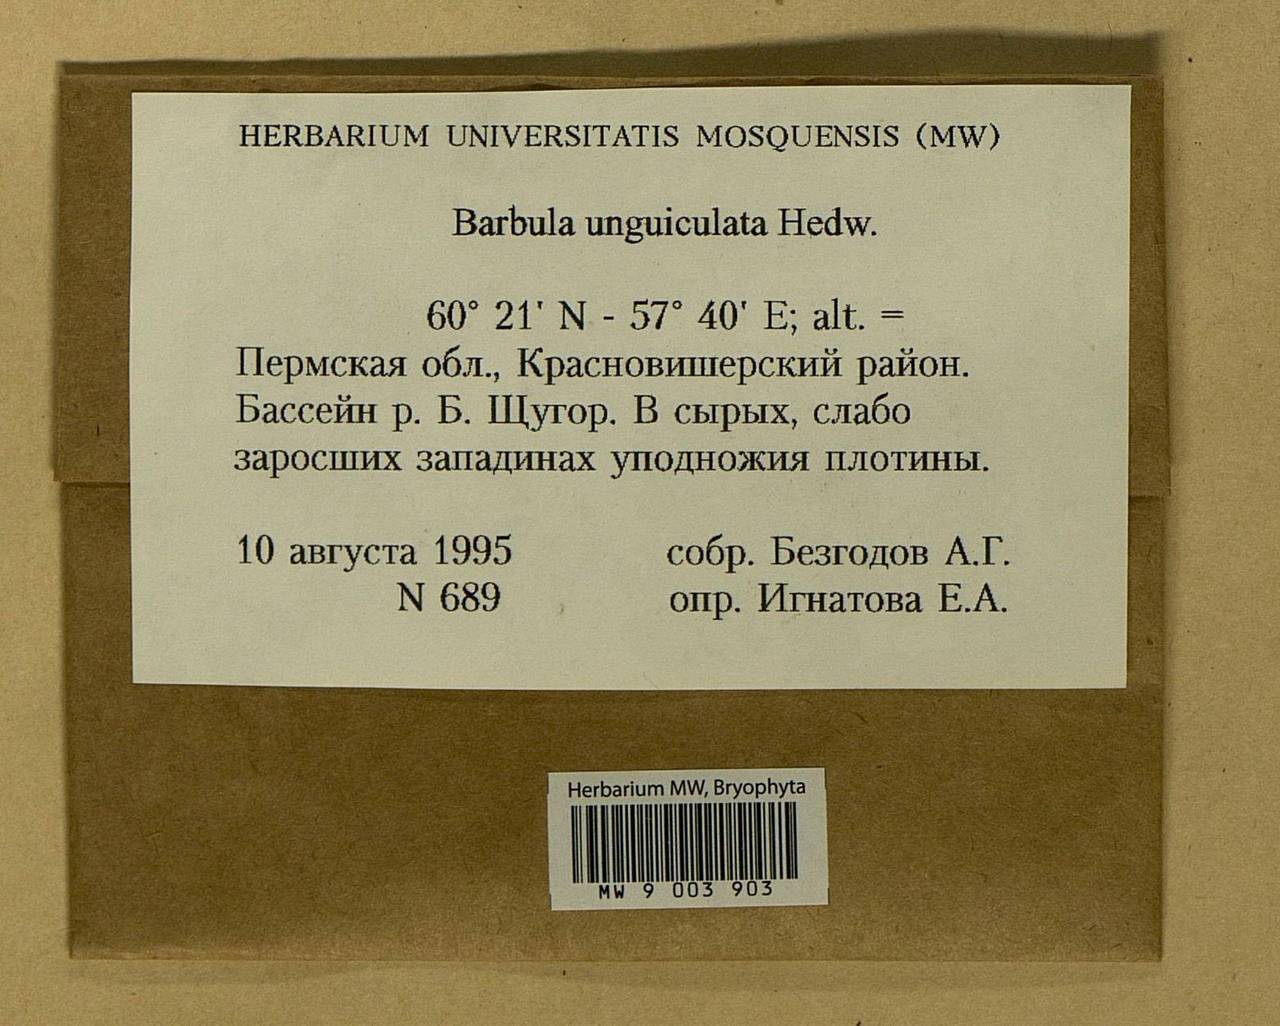 HERBARIUM UNIVERSITATIS MOSQUENSIS (MW)
Barbula unguiculata Hedw.
60° 21' N - 57° 40' E; alt. =
Пермская обл., Красновишерский район.
Бассейн р. Б. Щугор. В сырых, слабо
заросших западинах уподножия плотины.
10 августа 1995 собр. Безгодов А.Г.
N 689 опр. Игнатова Е.А.
Herbarium MW, Bryophyta
MW 9 003 903